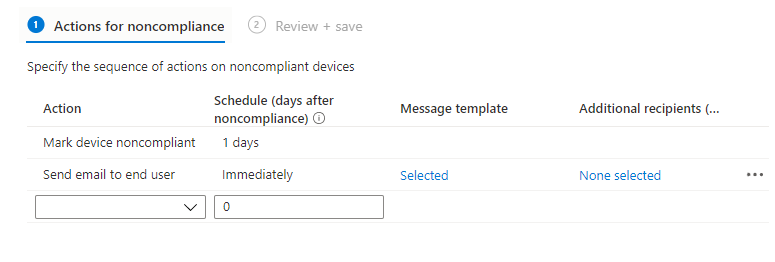 1 Actions for noncompliance 2 Review + save
Specify the sequence of actions on noncompliant devices
Action Schedule (days after noncompliance) Message template Additional recipients (...
Mark device noncompliant 1 days
Send email to end user Immediately Selected None selected ...
0